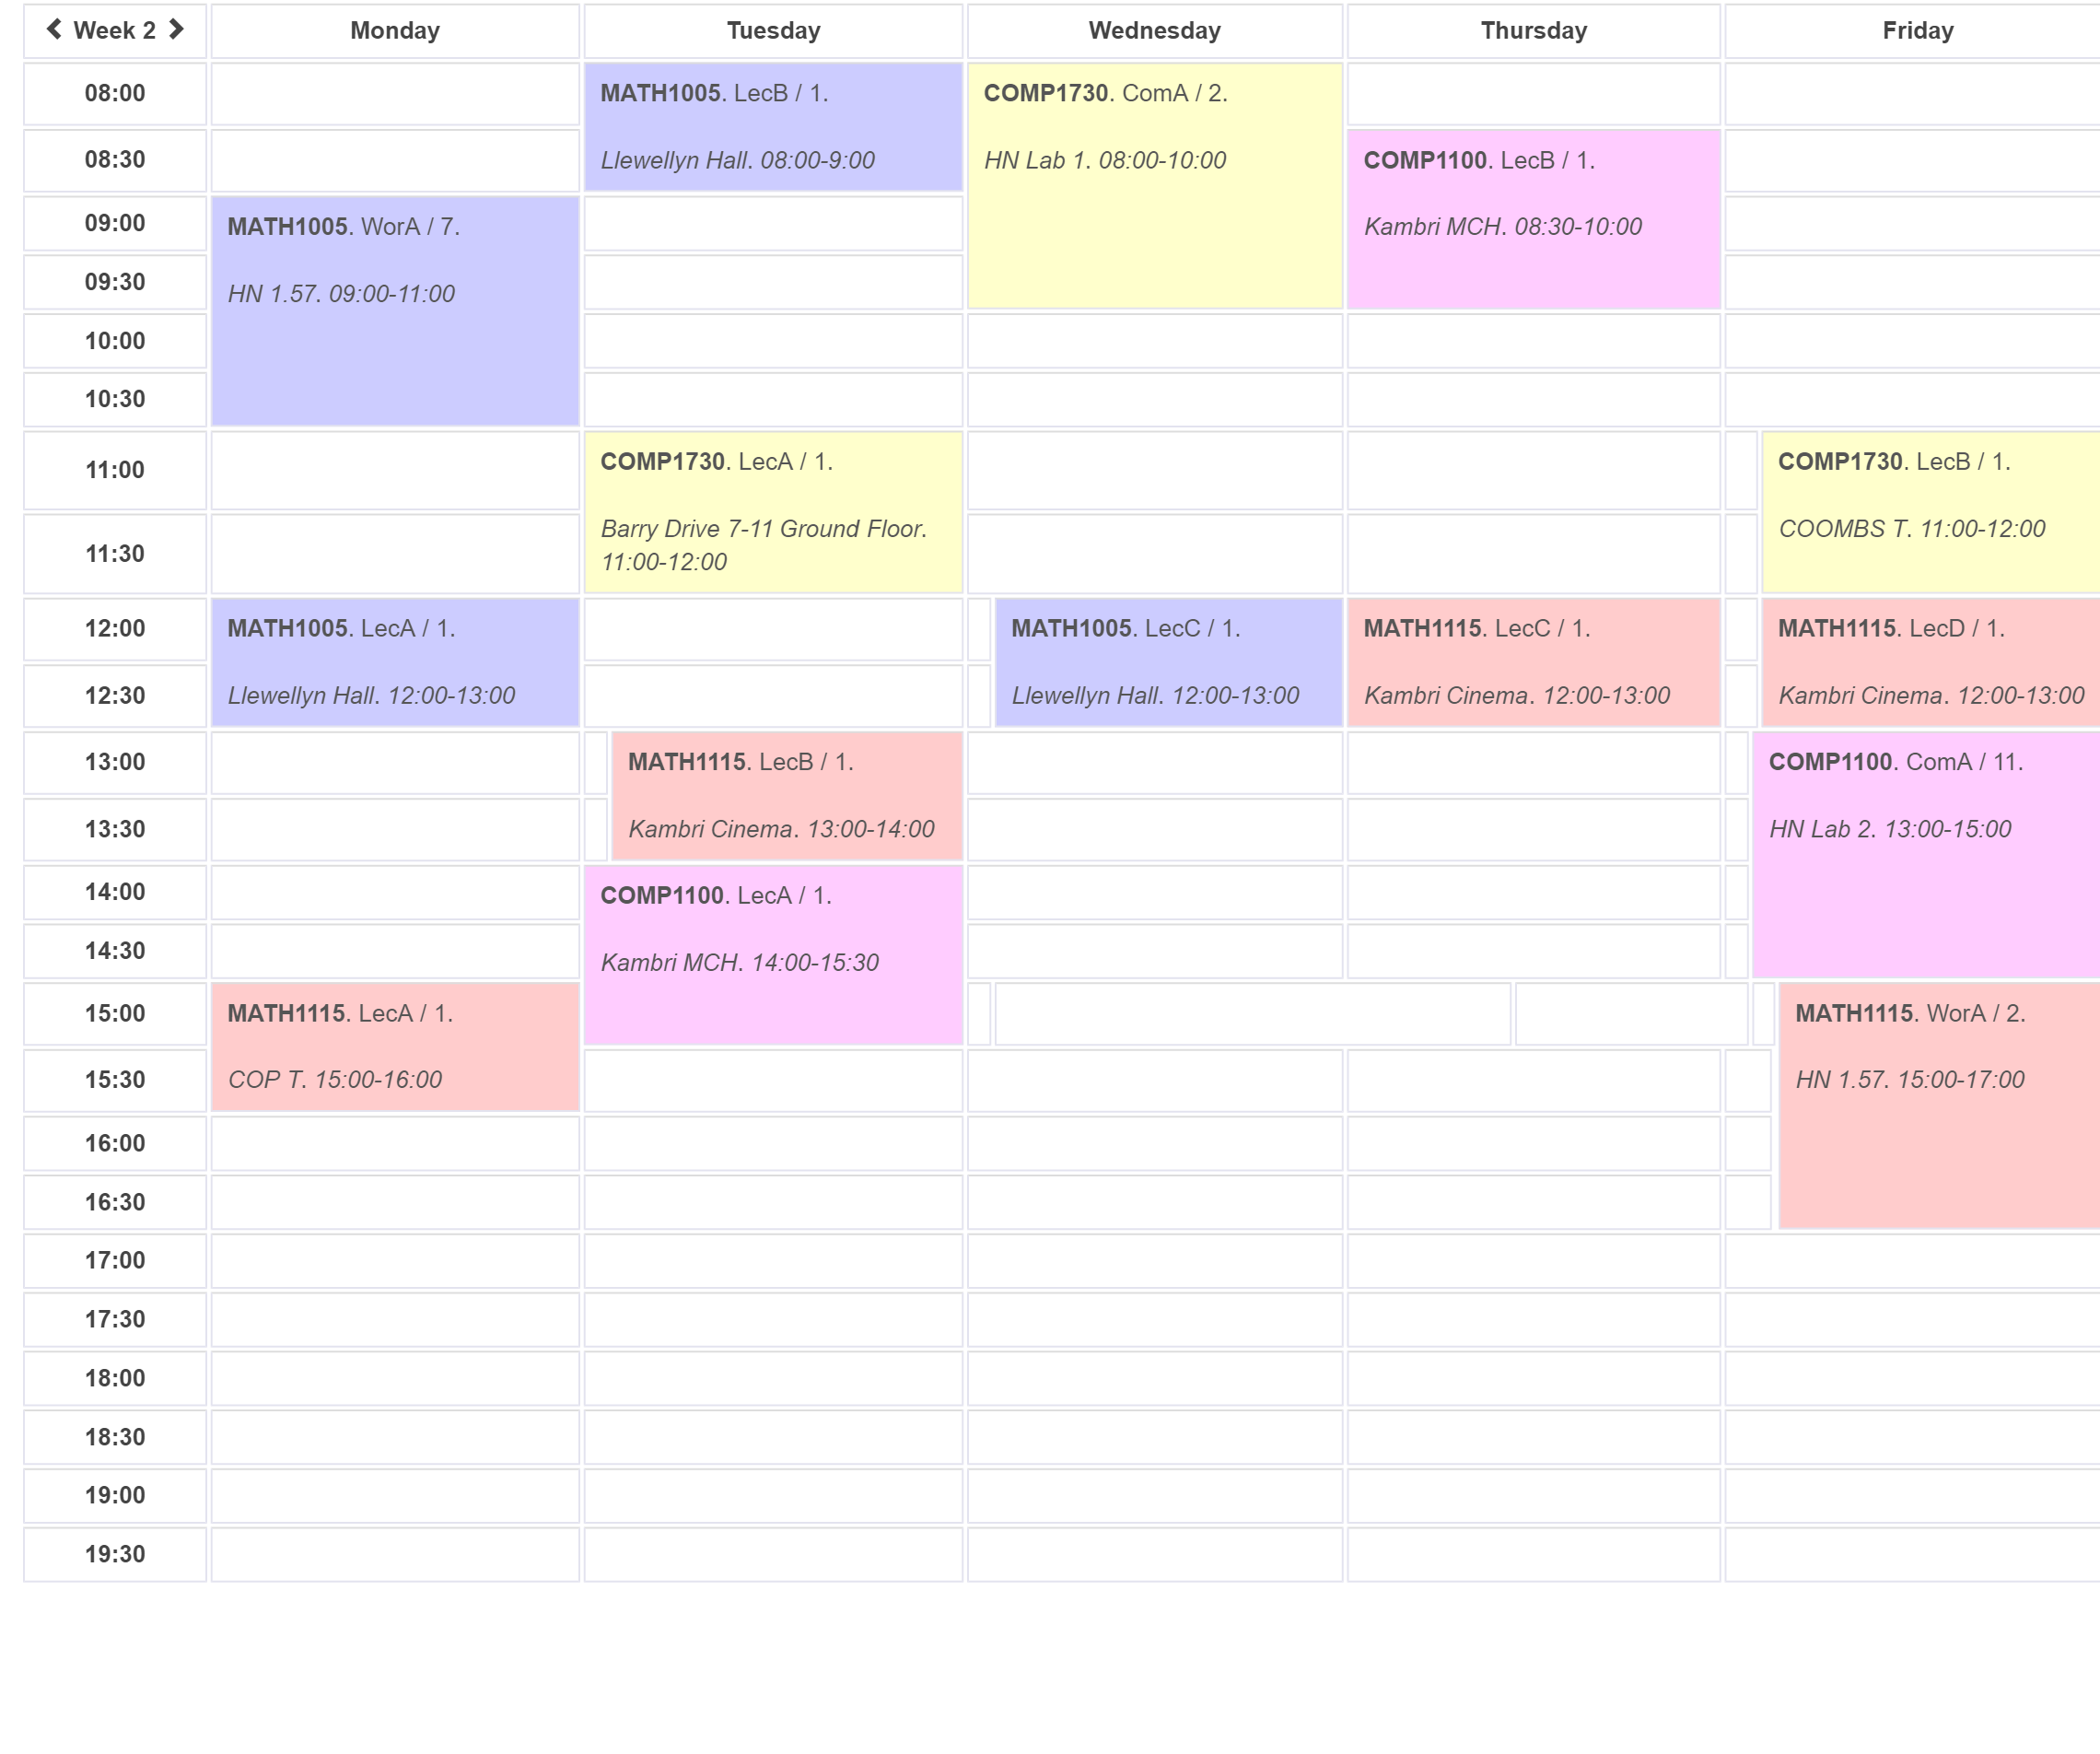 Week 2
Monday
Tuesday
Wednesday
Thursday
Friday
08:00
MATH1005. LecB / 1.
COMP1730. ComA / 2.
08:30
Llewellyn Hall. 08:00-9:00
HN Lab 1. 08:00-10:00
COMP1100. LecB / 1.
09:00
MATH1005. WorA / 7.
Kambri MCH. 08:30-10:00
09:30
HN 1.57. 09:00-11:00
10:00
10:30
11:00
COMP1730. LecA / 1.
COMP1730. LecB / 1.
11:30
Barry Drive 7-11 Ground Floor.
11:00-12:00
COOMBS T. 11:00-12:00
12:00
MATH1005. LecA / 1.
MATH1005. LecC / 1.
MATH1115. LecC / 1.
MATH1115. LecD / 1.
12:30
Llewellyn Hall. 12:00-13:00
Llewellyn Hall. 12:00-13:00
Kambri Cinema. 12:00-13:00
Kambri Cinema. 12:00-13:00
13:00
MATH1115. LecB / 1.
COMP1100. ComA / 11.
13:30
Kambri Cinema. 13:00-14:00
HN Lab 2. 13:00-15:00
14:00
COMP1100. LecA / 1.
14:30
Kambri MCH. 14:00-15:30
15:00
MATH1115. LecA / 1.
MATH1115. WorA / 2.
15:30
COP T. 15:00-16:00
HN 1.57. 15:00-17:00
16:00
16:30
17:00
17:30
18:00
18:30
19:00
19:30